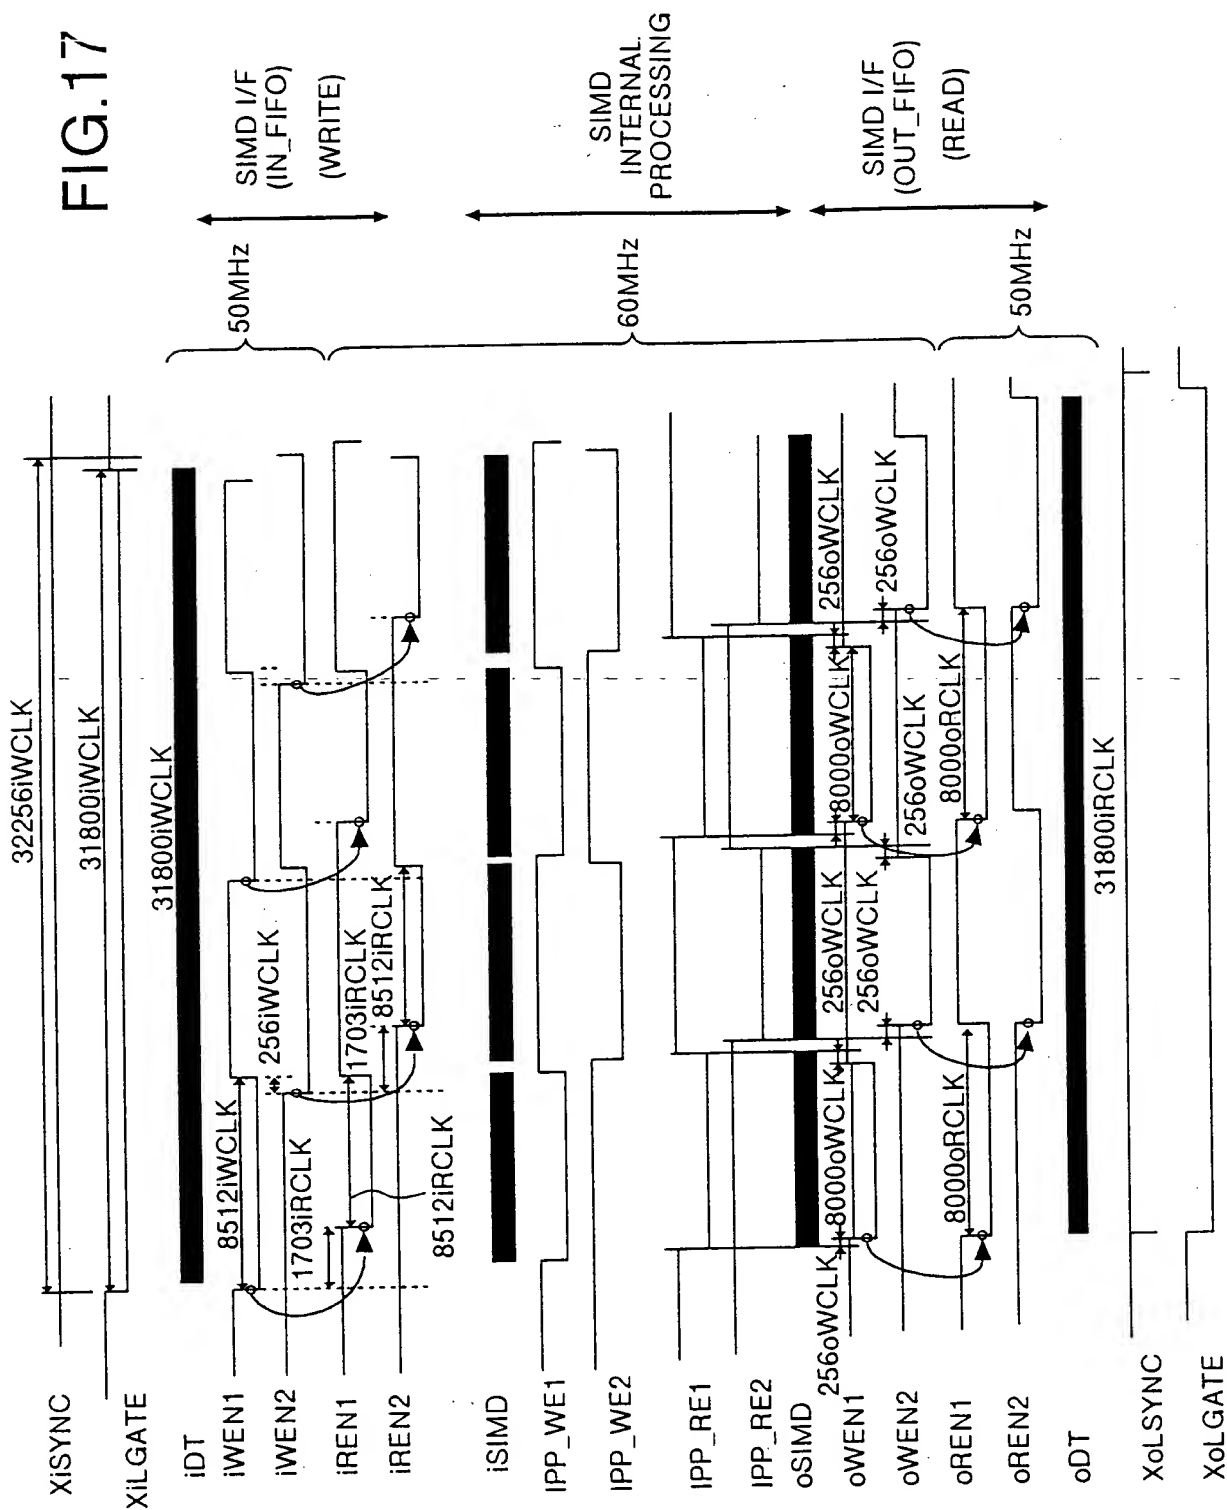 FIG.17
32256iWCLK
XiSYNC
31800iWCLK
XiLGATE
31800iWCLK
iDT
8512iWCLK
iWEN1
256iWCLK
iWEN2
1703iRCLK
1703iRCLK
iREN1
8512iRCLK
iREN2
8512iRCLK
iSIMD
IPP_WE1
IPP_WE2
IPP_RE1
IPP_RE2
oSIMD
256oWCLK
8000oWCLK
256oWCLK
8000oWCLK
256oWCLK
oWEN1
256oWCLK
256oWCLK
256oWCLK
oWEN2
8000oRCLK
8000oRCLK
oREN1
oREN2
oDT
31800iRCLK
XoLSYNC
XoLGATE
50MHz
60MHz
50MHz
SIMD I/F
(IN_FIFO)
(WRITE)
SIMD
INTERNAL
PROCESSING
SIMD I/F
(OUT_FIFO)
(READ)